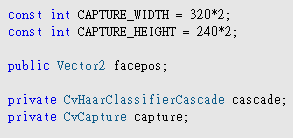 const int CAPTURE_WIDTH = 320*2;
const int CAPTURE_HEIGHT = 240*2;
public Vector2 facepos;
private CvHaarClassifierCascade cascade;
private CvCapture capture;